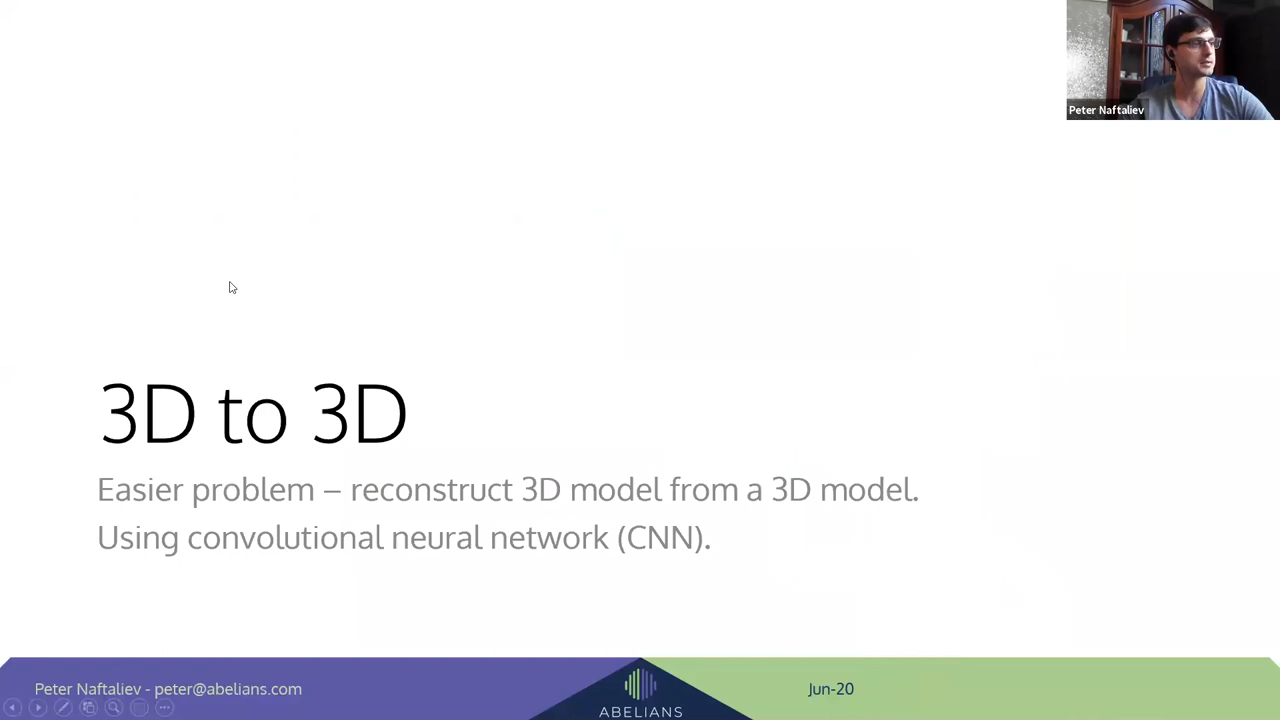 Peter Naftaliev
3D to 3D
Easier problem – reconstruct 3D model from a 3D model.
Using convolutional neural network (CNN).
Peter Naftaliev - peter@abelians.com
ABELIANS
Jun-20